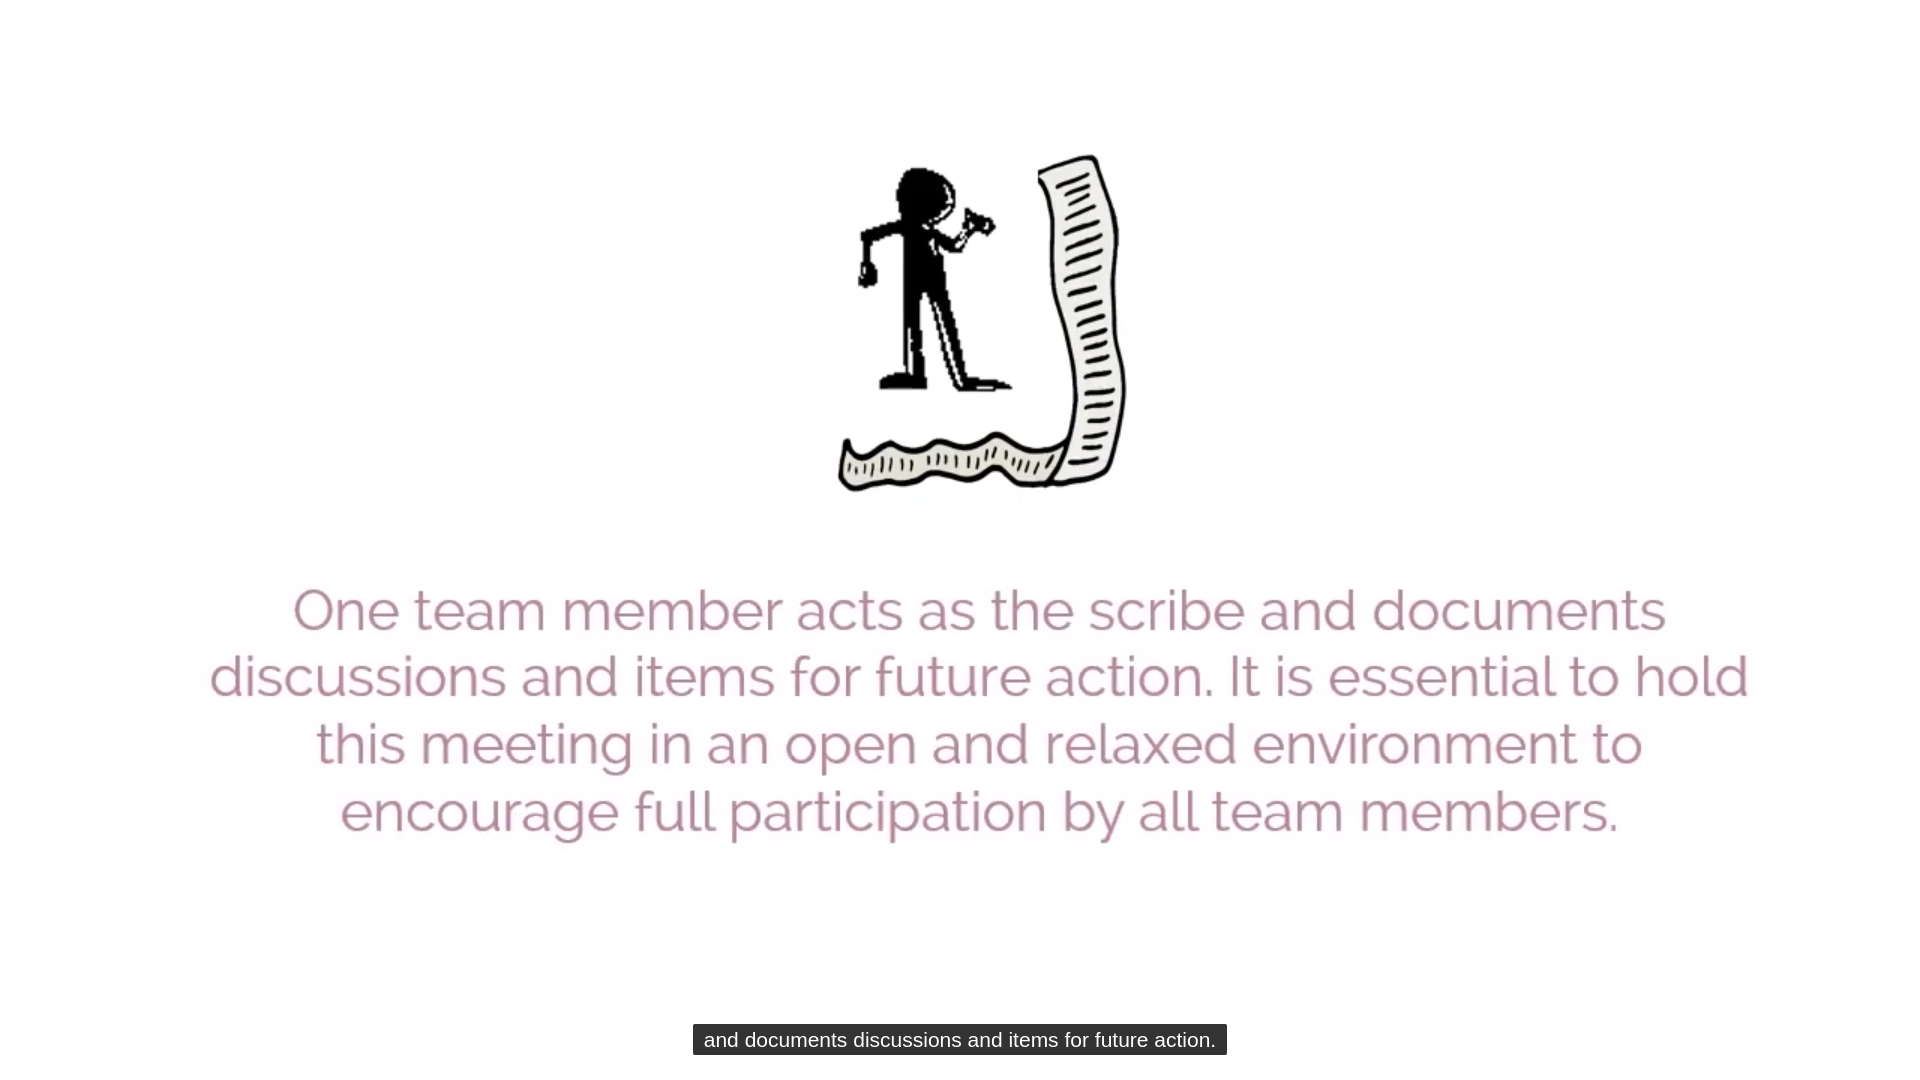 One team member acts as the scribe and documents
discussions and items for future action. It is essential to hold
this meeting in an open and relaxed environment to
encourage full participation by all team members.
and documents discussions and items for future action.